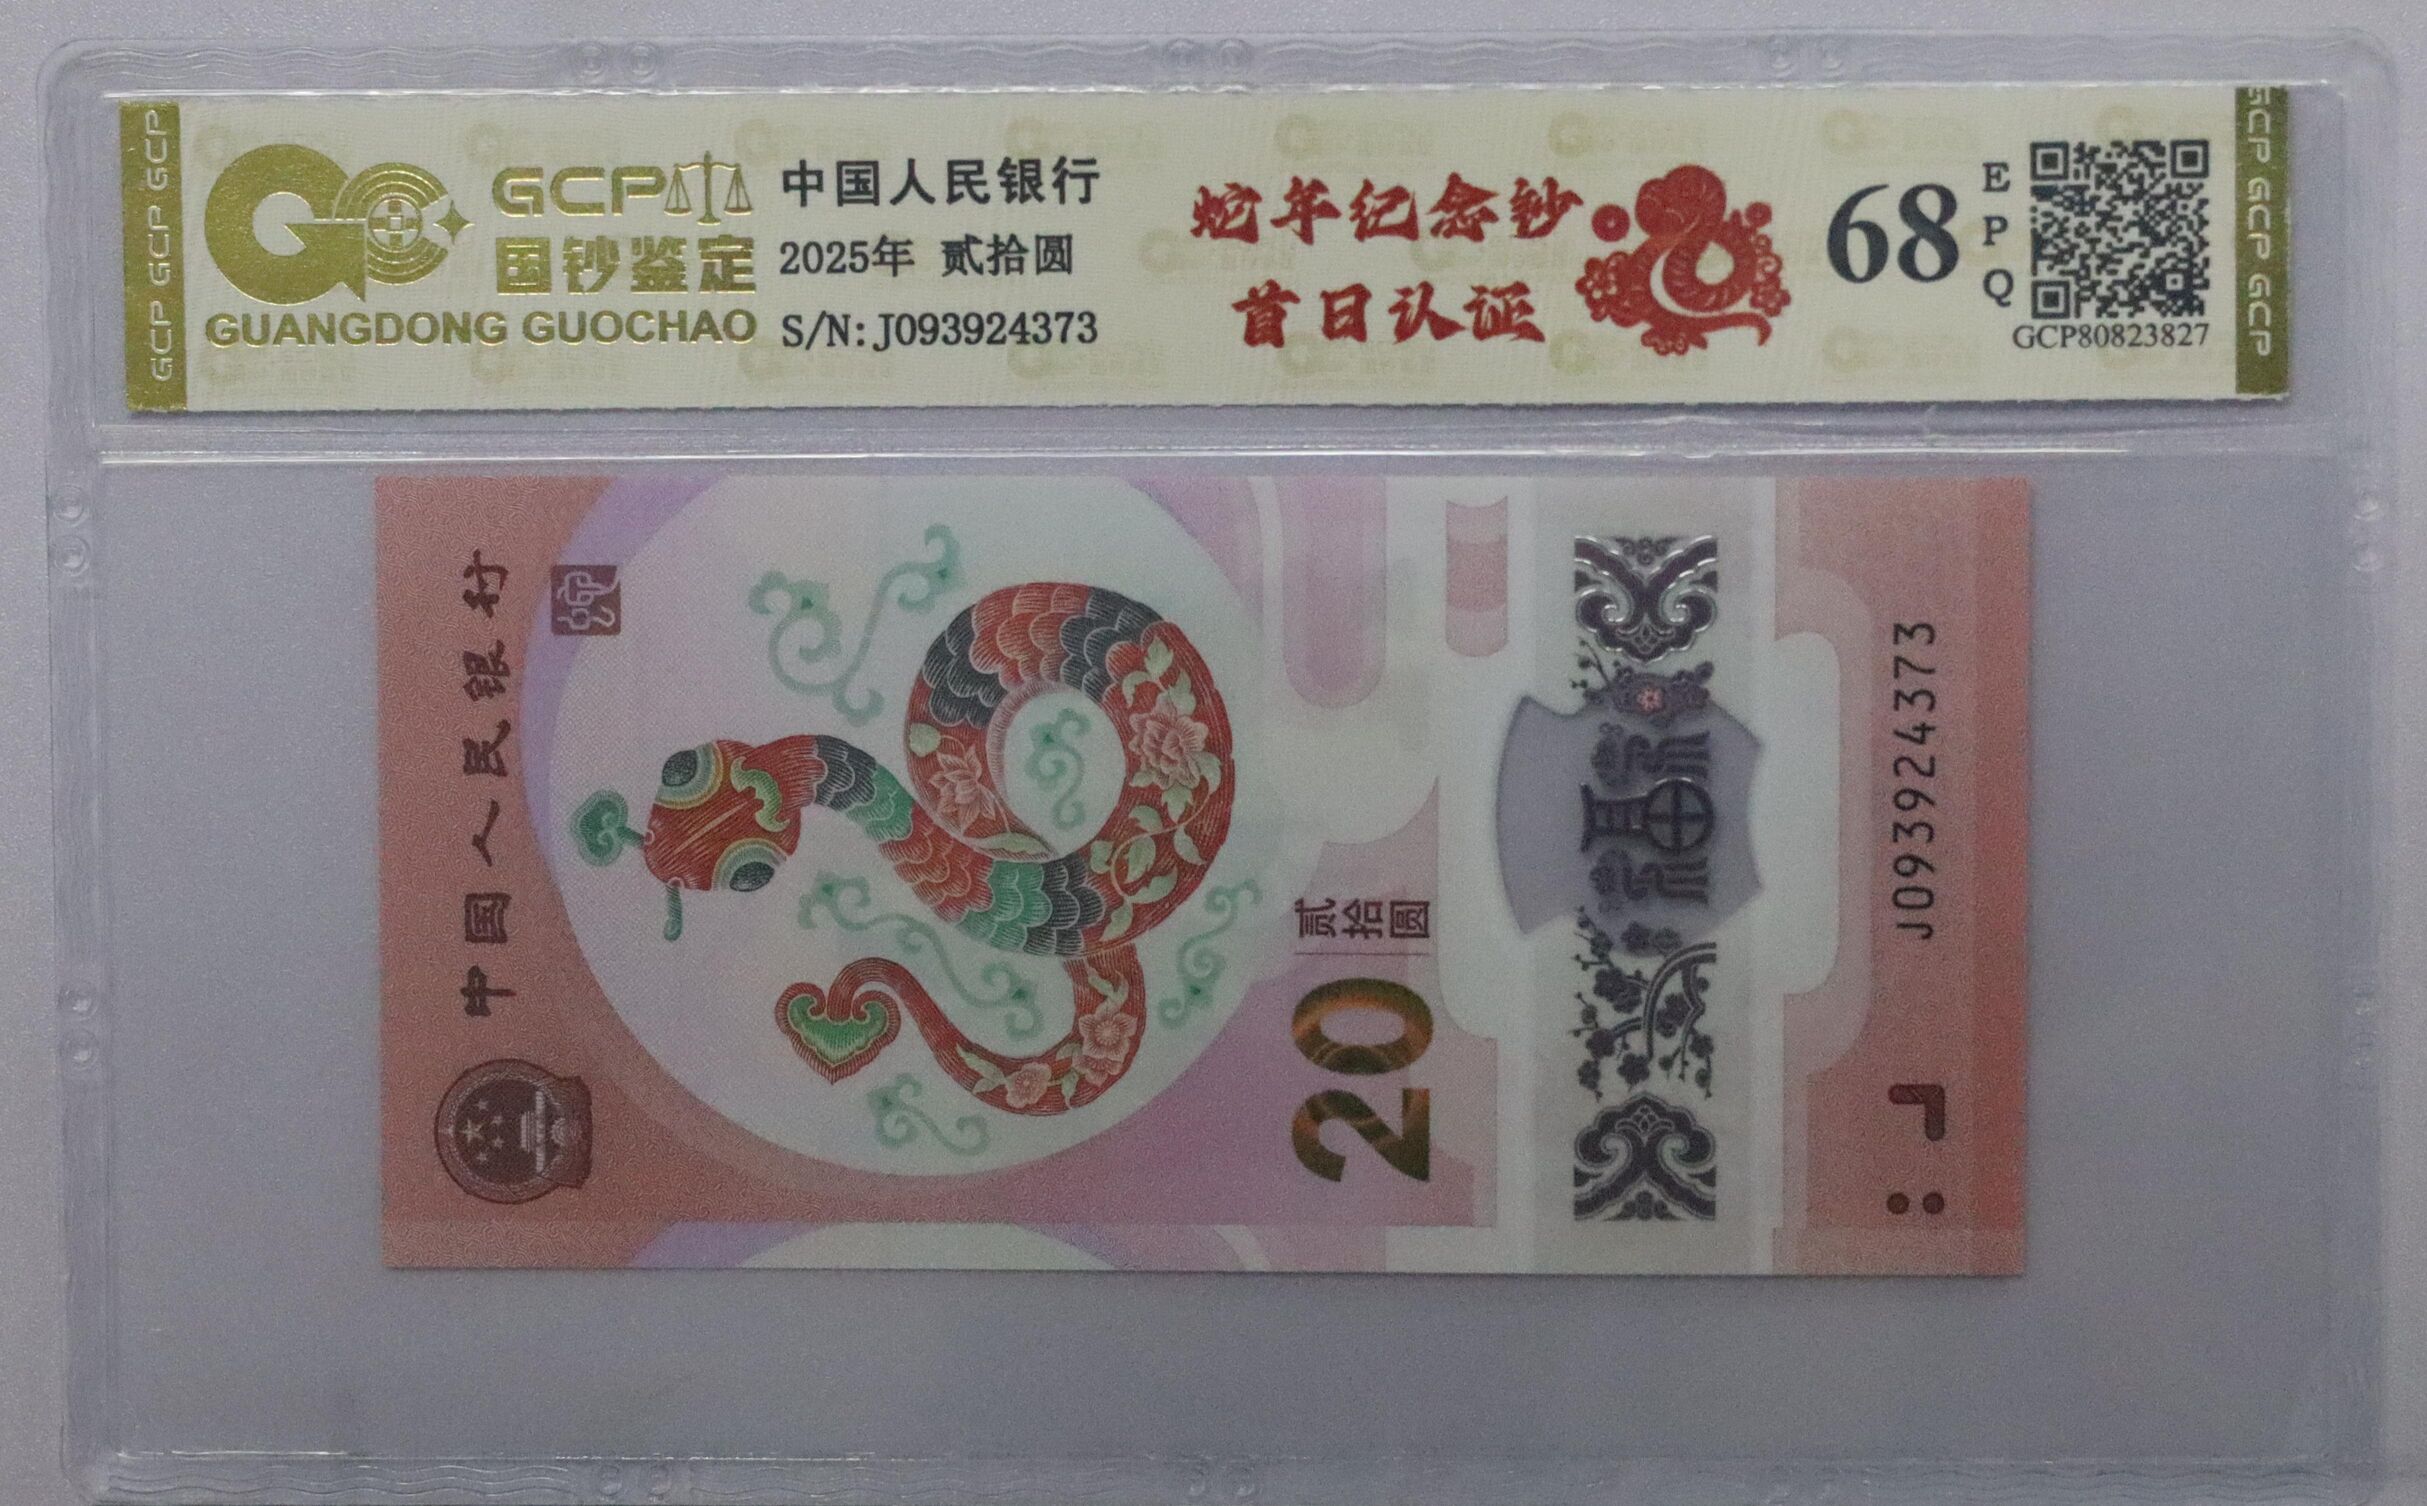 GCP GCP GCP
GCP
国钞鉴定
GUANGDONG GUOCHAO
中国人民银行
2025年 贰拾圆
S/N: J093924373
蛇年纪念钞
首日认证
68
E
P
Q
GCP80823827
GCP GCP GCP
中国人民银行
贰拾圆
20
福
J093924373